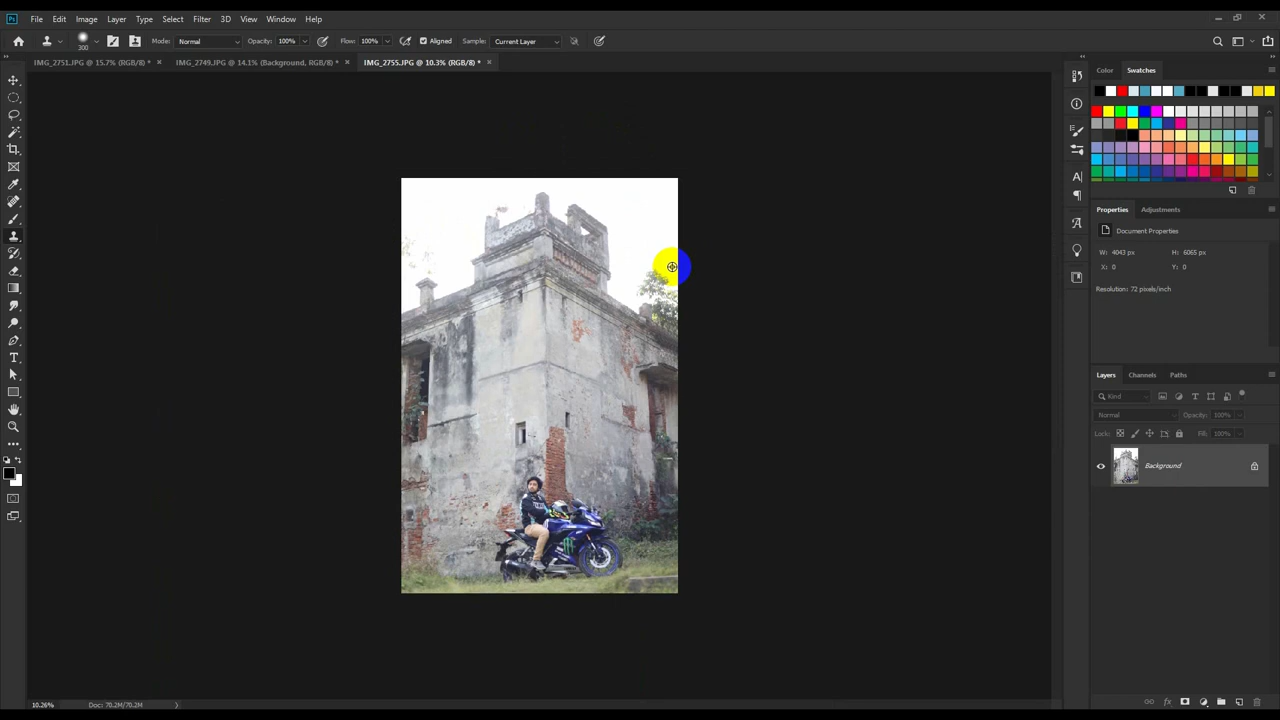 Ps File Edit Image Layer Type Select Filter 3D View Window Help
300 Mode: Normal Opacity: 100% Flow: 100% Aligned Sample: Current Layer
IMG_2751.JPG @ 15.7% (RGB/8) * IMG_2749.JPG @ 14.1% (Background, RGB/8) * IMG_2755.JPG @ 10.3% (RGB/8) *
Color Swatches
Properties Adjustments
Document Properties
W: 4043 px H: 6065 px
X: 0 Y: 0
Resolution: 72 pixels/inch
Layers Channels Paths
Kind
Normal Opacity: 100%
Lock: Fill: 100%
Background
10.26% Doc: 70.2M/70.2M